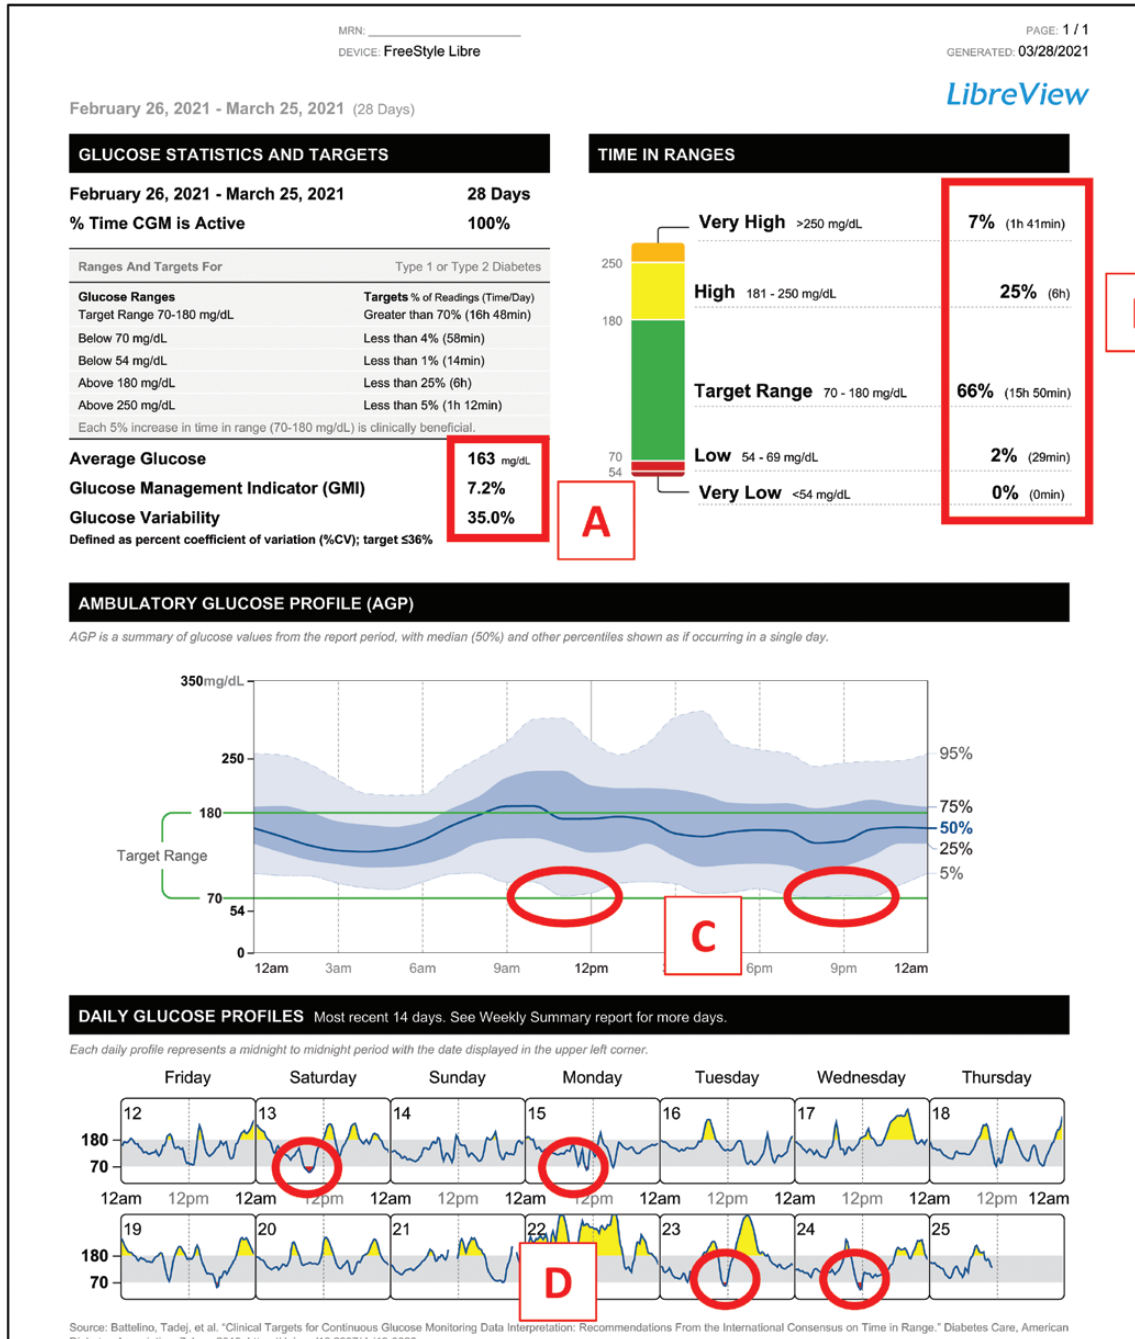 MRN:
PAGE: 1 / 1
DEVICE: FreeStyle Libre
GENERATED: 03/28/2021
LibreView
February 26, 2021 - March 25, 2021 (28 Days)
GLUCOSE STATISTICS AND TARGETS
February 26, 2021 - March 25, 2021 28 Days
% Time CGM is Active 100%
Ranges And Targets For Type 1 or Type 2 Diabetes
Glucose Ranges Targets % of Readings (Time/Day)
Target Range 70-180 mg/dL Greater than 70% (16h 48min)
Below 70 mg/dL Less than 4% (58min)
Below 54 mg/dL Less than 1% (14min)
Above 180 mg/dL Less than 25% (6h)
Above 250 mg/dL Less than 5% (1h 12min)
Each 5% increase in time in range (70-180 mg/dL) is clinically beneficial.
Average Glucose 163 mg/dL
Glucose Management Indicator (GMI) 7.2%
Glucose Variability 35.0%
Defined as percent coefficient of variation (%CV); target ≤36%
A
TIME IN RANGES
Very High >250 mg/dL 7% (1h 41min)
250
High 181 - 250 mg/dL 25% (6h)
180
Target Range 70 - 180 mg/dL 66% (15h 50min)
70
Low 54 - 69 mg/dL 2% (29min)
54
Very Low <54 mg/dL 0% (0min)
AMBULATORY GLUCOSE PROFILE (AGP)
AGP is a summary of glucose values from the report period, with median (50%) and other percentiles shown as if occurring in a single day.
350mg/dL
250
95%
180
75%
50%
Target Range
25%
5%
70
54
C
0
12am 3am 6am 9am 12pm 6pm 9pm 12am
DAILY GLUCOSE PROFILES Most recent 14 days. See Weekly Summary report for more days.
Each daily profile represents a midnight to midnight period with the date displayed in the upper left corner.
Friday Saturday Sunday Monday Tuesday Wednesday Thursday
12 13 14 15 16 17 18
180
70
12am 12pm 12am 12pm 12am 12pm 12am 12pm 12am 12pm 12am 12pm 12am 12pm 12am
19 20 21 22 23 24 25
180
70
D
Source: Battelino, Tadej, et al. "Clinical Targets for Continuous Glucose Monitoring Data Interpretation: Recommendations From the International Consensus on Time in Range." Diabetes Care, American